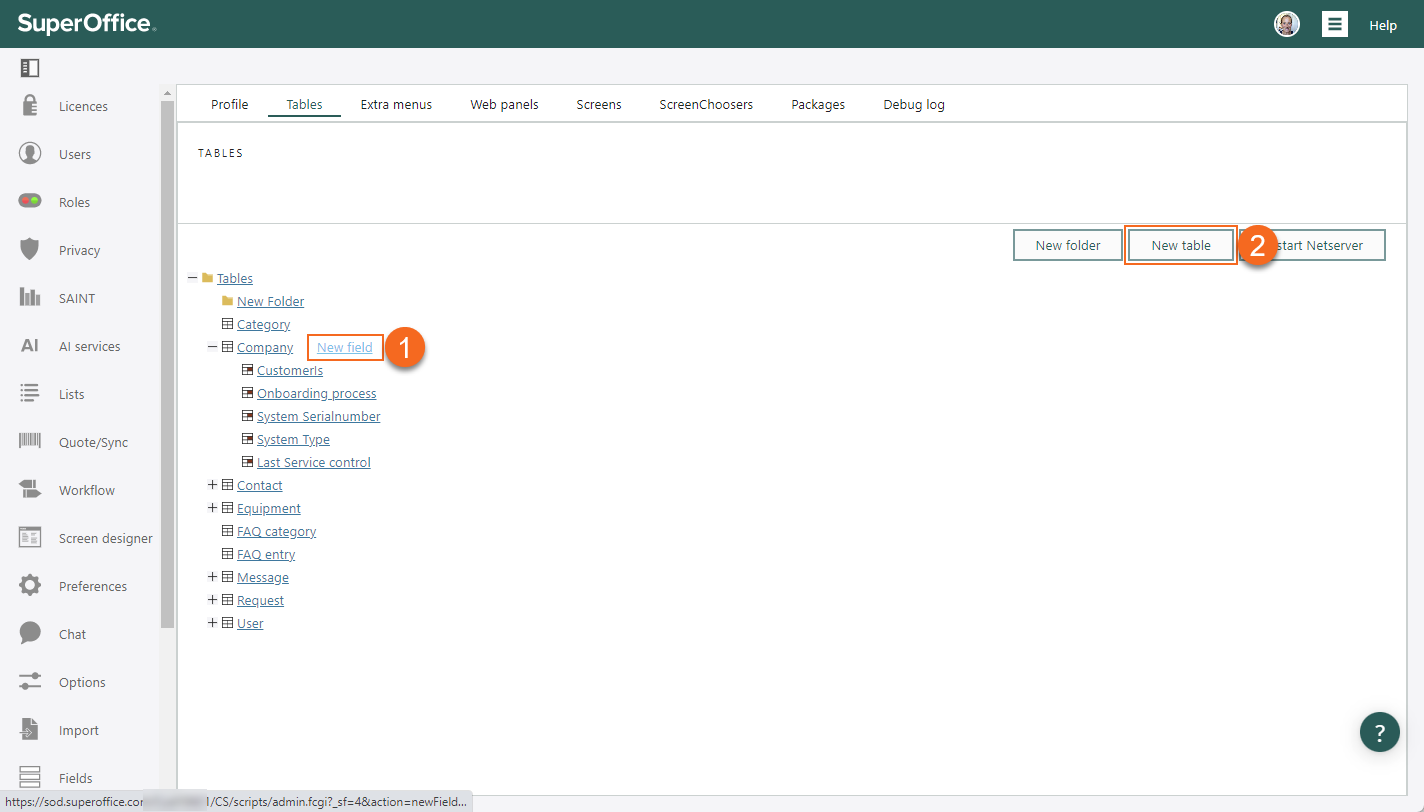 SuperOffice®
Help
Licences
Users
Roles
Privacy
SAINT
AI AI services
Lists
Quote/Sync
Workflow
Screen designer
Preferences
Chat
Options
Import
Fields
Profile Tables Extra menus Web panels Screens ScreenChoosers Packages Debug log
TABLES
New folder New table 2 start Netserver
Tables
New Folder
Category
Company New field 1
CustomerIs
Onboarding process
System Serialnumber
System Type
Last Service control
Contact
Equipment
FAQ category
FAQ entry
Message
Request
User
?
https://sod.superoffice.co 1/CS/scripts/admin.fcgi?_sf=4&action=newField...